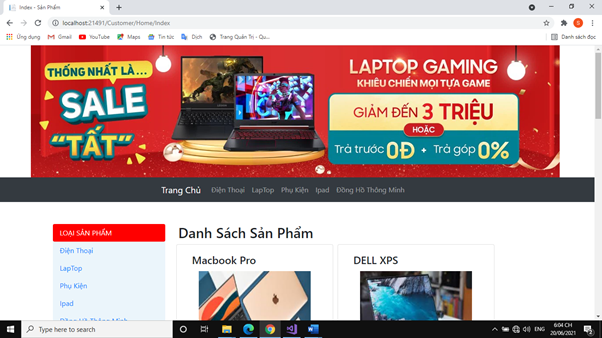 Index - Sản Phẩm
localhost:21491/Customer/Home/Index
Ứng dụng Gmail YouTube Maps Tin tức Dịch Trang Quản Trị - Qu... Danh sách đọc
THỐNG NHẤT LÀ...
SALE
"TẤT"
LAPTOP GAMING
KHIÊU CHIẾN MỌI TỰA GAME
GIẢM ĐẾN 3 TRIỆU
HOẶC
Trả trước 0Đ + Trả góp 0%
Trang Chủ Điện Thoại LapTop Phụ Kiện Ipad Đồng Hồ Thông Minh
LOẠI SẢN PHẨM
Điện Thoại
LapTop
Phụ Kiện
Ipad
Đồng Hồ Thông Minh
Danh Sách Sản Phẩm
Macbook Pro
DELL XPS
Type here to search
ENG
6:04 CH
20/06/2021